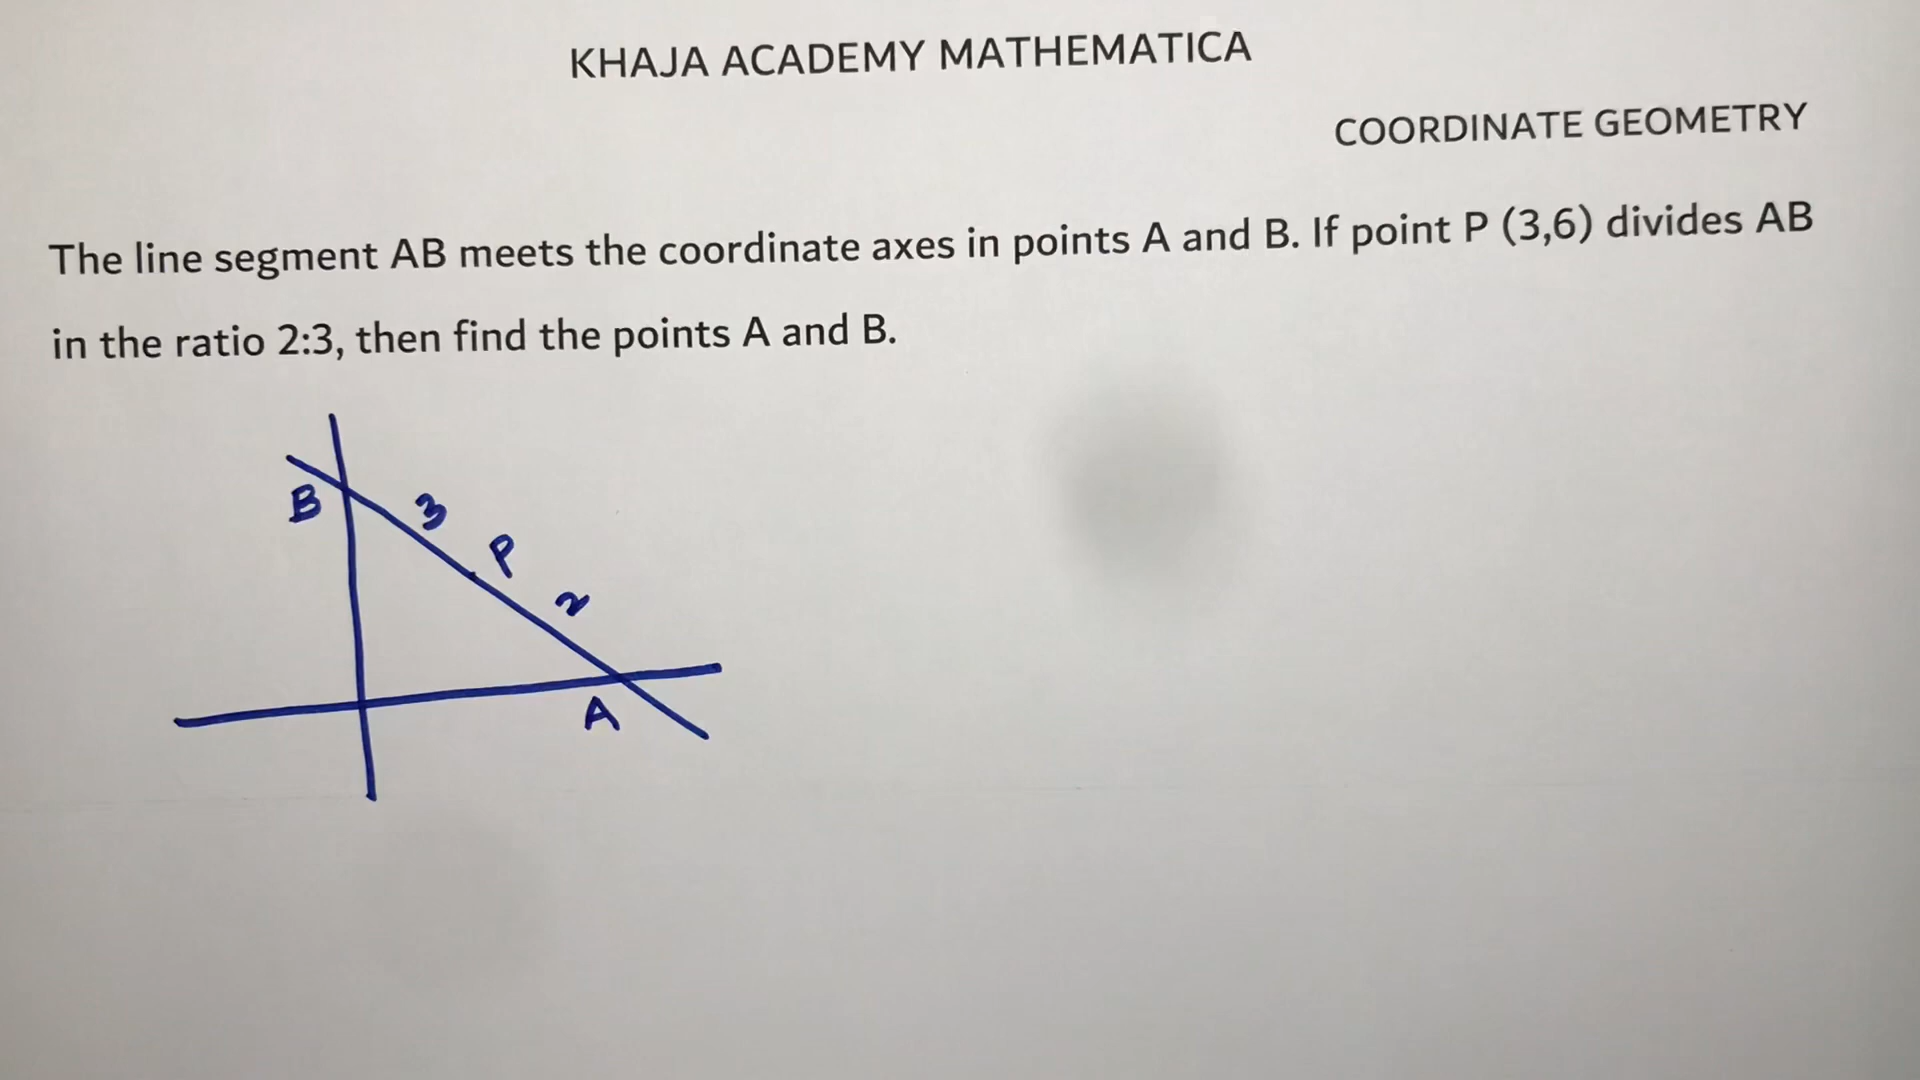 KHAJA ACADEMY MATHEMATICA
COORDINATE GEOMETRY
The line segment AB meets the coordinate axes in points A and B. If point P (3,6) divides AB
in the ratio 2:3, then find the points A and B.
B
3
P
2
A